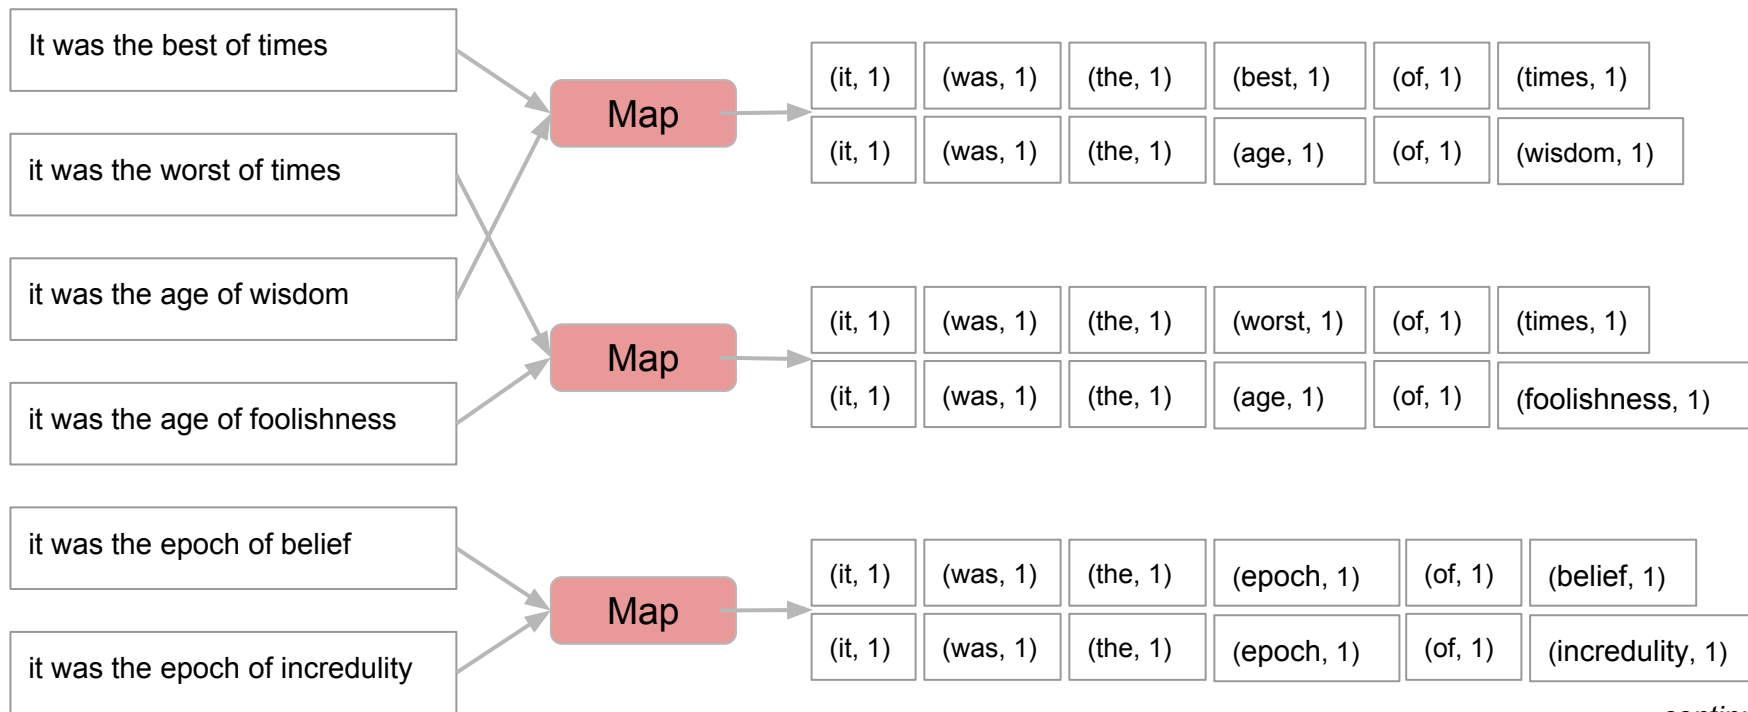 It was the best of times
it was the worst of times
it was the age of wisdom
it was the age of foolishness
it was the epoch of belief
it was the epoch of incredulity
Map
(it, 1) (was, 1) (the, 1) (best, 1) (of, 1) (times, 1)
(it, 1) (was, 1) (the, 1) (age, 1) (of, 1) (wisdom, 1)
Map
(it, 1) (was, 1) (the, 1) (worst, 1) (of, 1) (times, 1)
(it, 1) (was, 1) (the, 1) (age, 1) (of, 1) (foolishness, 1)
Map
(it, 1) (was, 1) (the, 1) (epoch, 1) (of, 1) (belief, 1)
(it, 1) (was, 1) (the, 1) (epoch, 1) (of, 1) (incredulity, 1)